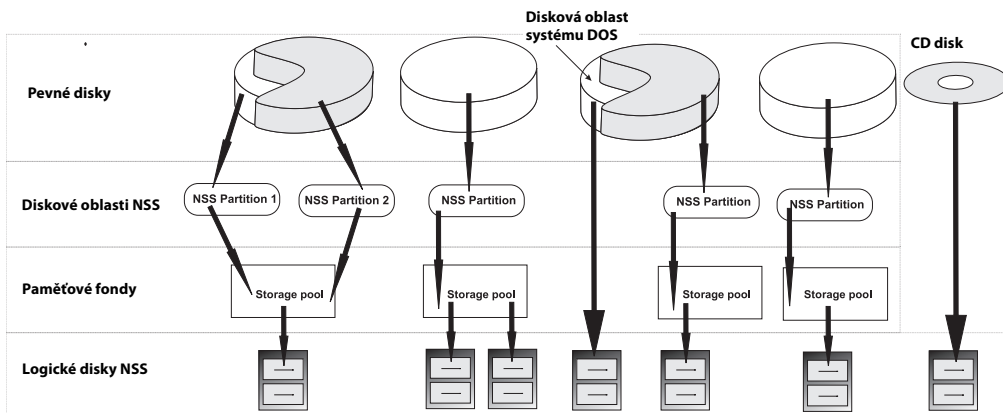 Disková oblast
systému DOS
CD disk
Pevné disky
Diskové oblasti NSS
NSS Partition 1
NSS Partition 2
NSS Partition
NSS Partition
NSS Partition
Paměťové fondy
Storage pool
Storage pool
Storage pool
Storage pool
Logické disky NSS